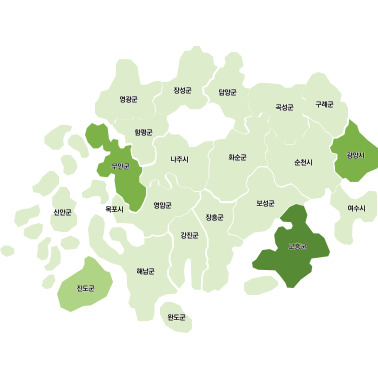 영광군
장성군
담양군
곡성군
구례군
함평군
나주시
화순군
순천시
광양시
무안군
신안군
목포시
영암군
장흥군
보성군
여수시
강진군
고흥군
해남군
진도군
완도군